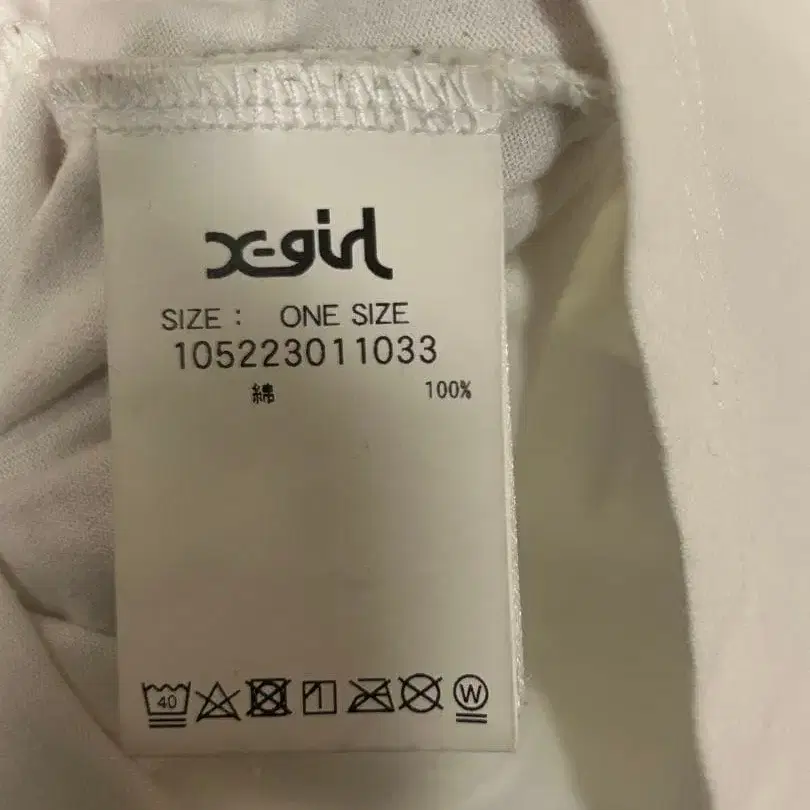 X-girl
SIZE : ONE SIZE
105223011033
綿 100%
40
W